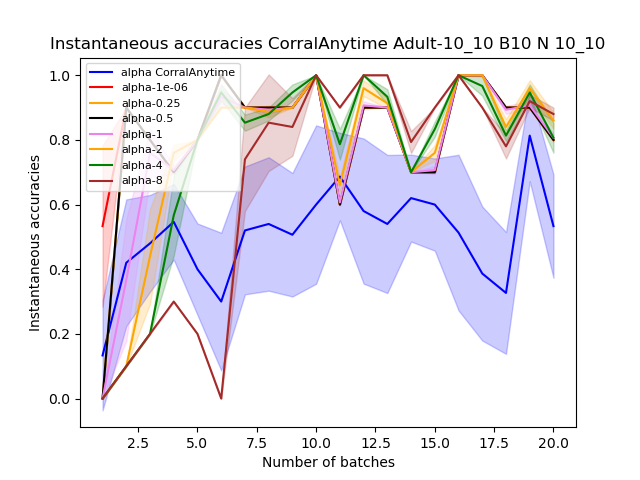 Instantaneous accuracies CorralAnytime Adult-10_10 B10 N 10_10
alpha CorralAnytime
alpha-1e-06
alpha-0.25
alpha-0.5
alpha-1
alpha-2
alpha-4
alpha-8
1.0
0.8
0.6
0.4
0.2
0.0
Instantaneous accuracies
2.5 5.0 7.5 10.0 12.5 15.0 17.5 20.0
Number of batches